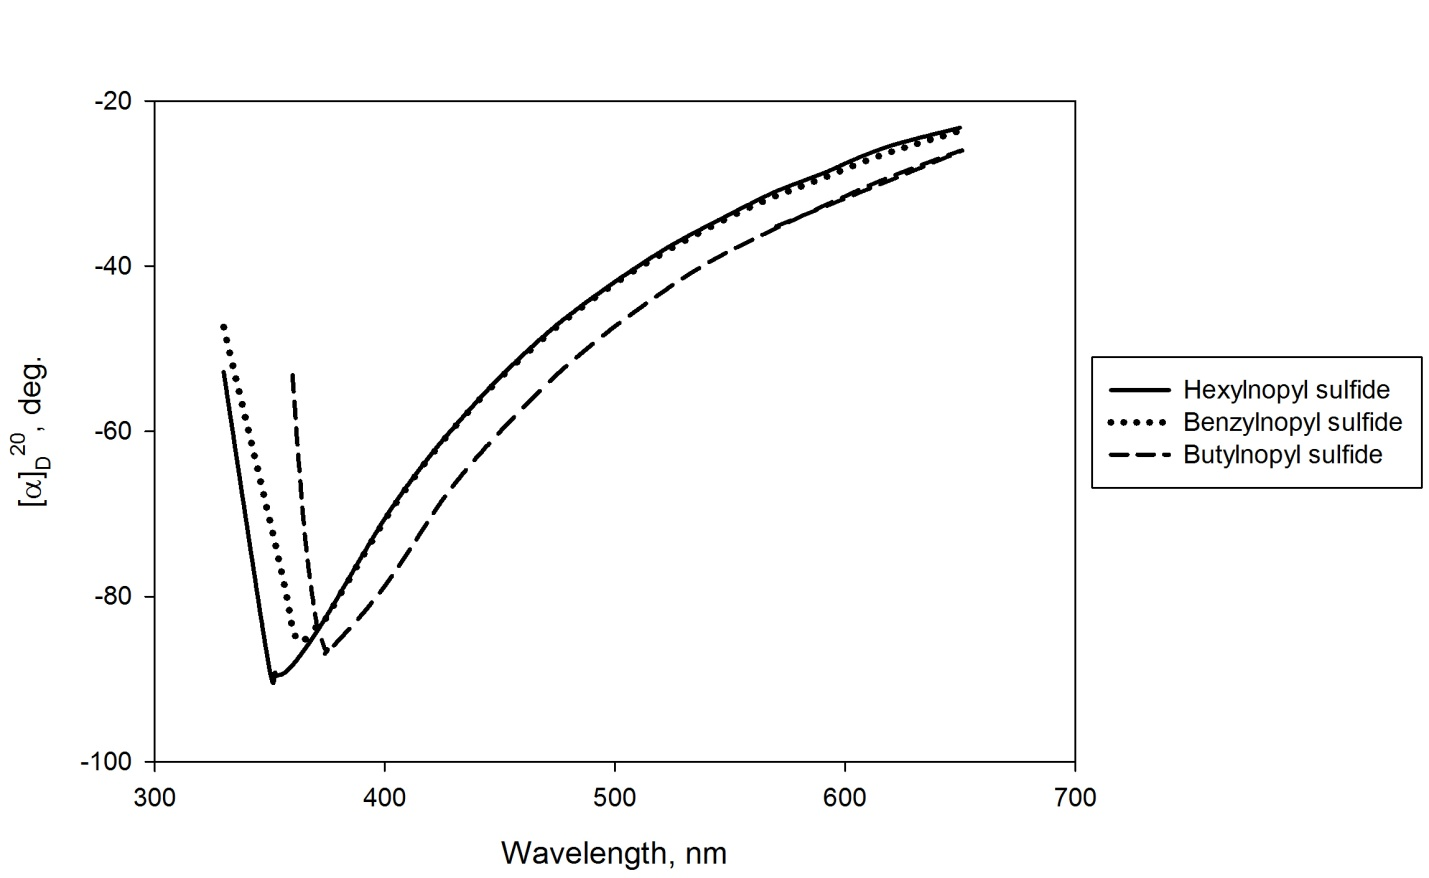 -20
-40
-60
-80
-100
300 400 500 600 700
[α]D20 , deg.
Wavelength, nm
Hexylnopyl sulfide
Benzylnopyl sulfide
Butylnopyl sulfide